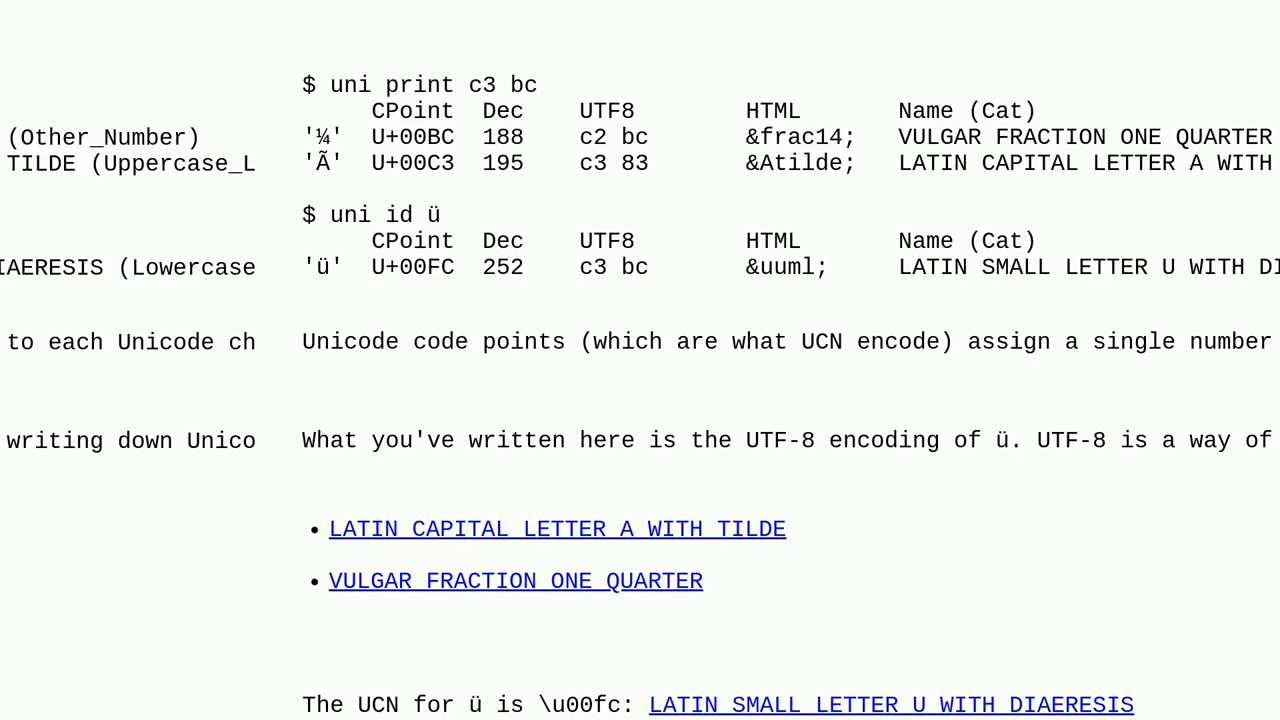 (Other_Number)
TILDE (Uppercase_L
IAERESIS (Lowercase
to each Unicode ch
writing down Unico
$ uni print c3 bc
CPoint Dec UTF8 HTML Name (Cat)
'¼' U+00BC 188 c2 bc &frac14; VULGAR FRACTION ONE QUARTER
'Ã' U+00C3 195 c3 83 &Atilde; LATIN CAPITAL LETTER A WITH
$ uni id ü
CPoint Dec UTF8 HTML Name (Cat)
'ü' U+00FC 252 c3 bc &uuml; LATIN SMALL LETTER U WITH DI
Unicode code points (which are what UCN encode) assign a single number
What you've written here is the UTF-8 encoding of ü. UTF-8 is a way of
• LATIN CAPITAL LETTER A WITH TILDE
• VULGAR FRACTION ONE QUARTER
The UCN for ü is \u00fc: LATIN SMALL LETTER U WITH DIAERESIS